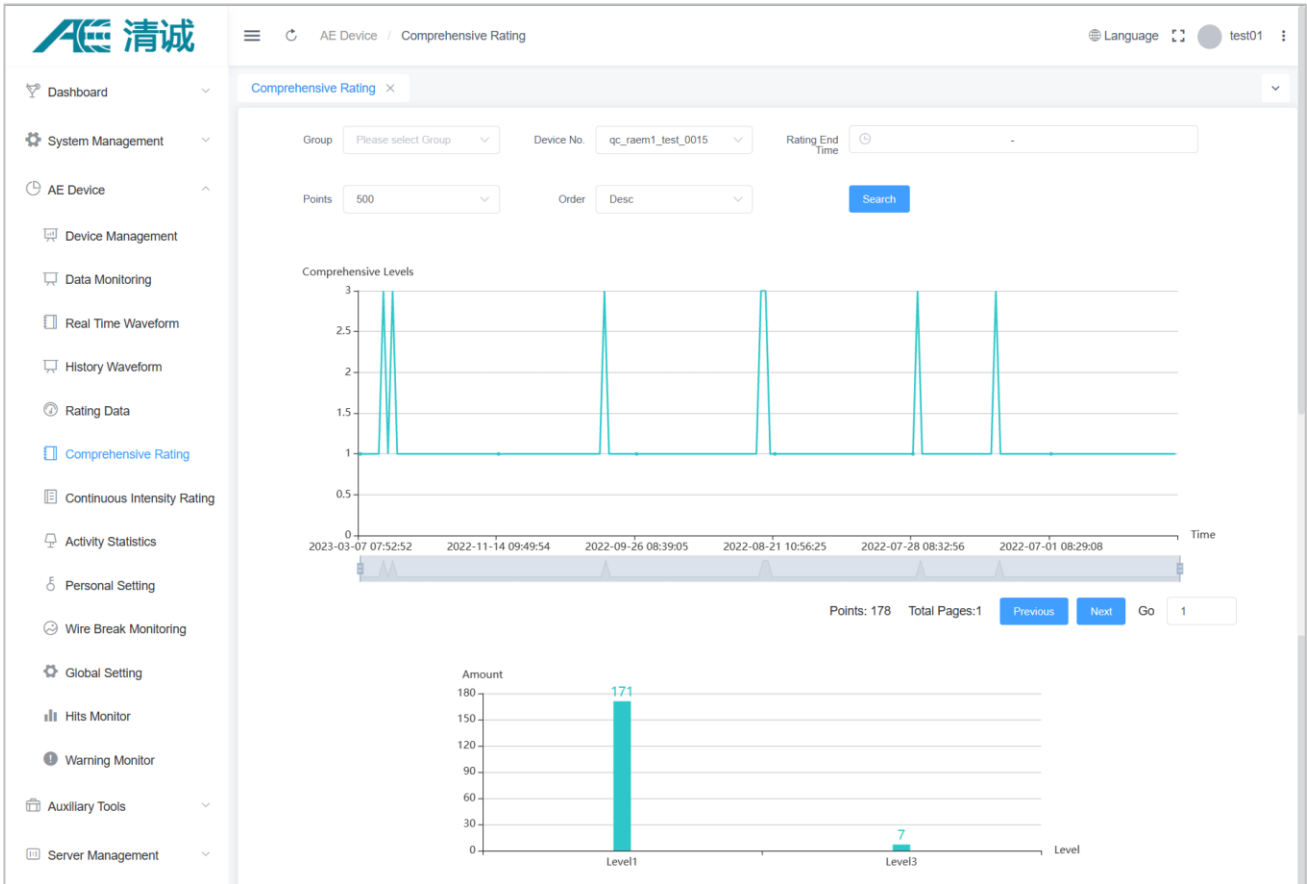 AE 清诚
AE Device / Comprehensive Rating
Language
test01
Dashboard
System Management
AE Device
Device Management
Data Monitoring
Real Time Waveform
History Waveform
Rating Data
Comprehensive Rating
Continuous Intensity Rating
Activity Statistics
Personal Setting
Wire Break Monitoring
Global Setting
Hits Monitor
Warning Monitor
Auxiliary Tools
Server Management
Comprehensive Rating ×
Group Please select Group Device No. qc_raem1_test_0015 Rating End
Time -
Points 500 Order Desc Search
Comprehensive Levels
3
2.5
2
1.5
1
0.5
0
Time
2023-03-07 07:52:52 2022-11-14 09:49:54 2022-09-26 08:39:05 2022-08-21 10:56:25 2022-07-28 08:32:56 2022-07-01 08:29:08
Points: 178 Total Pages:1 Previous Next Go 1
Amount
180
171
150
120
90
60
30
7
0
Level
Level1 Level3